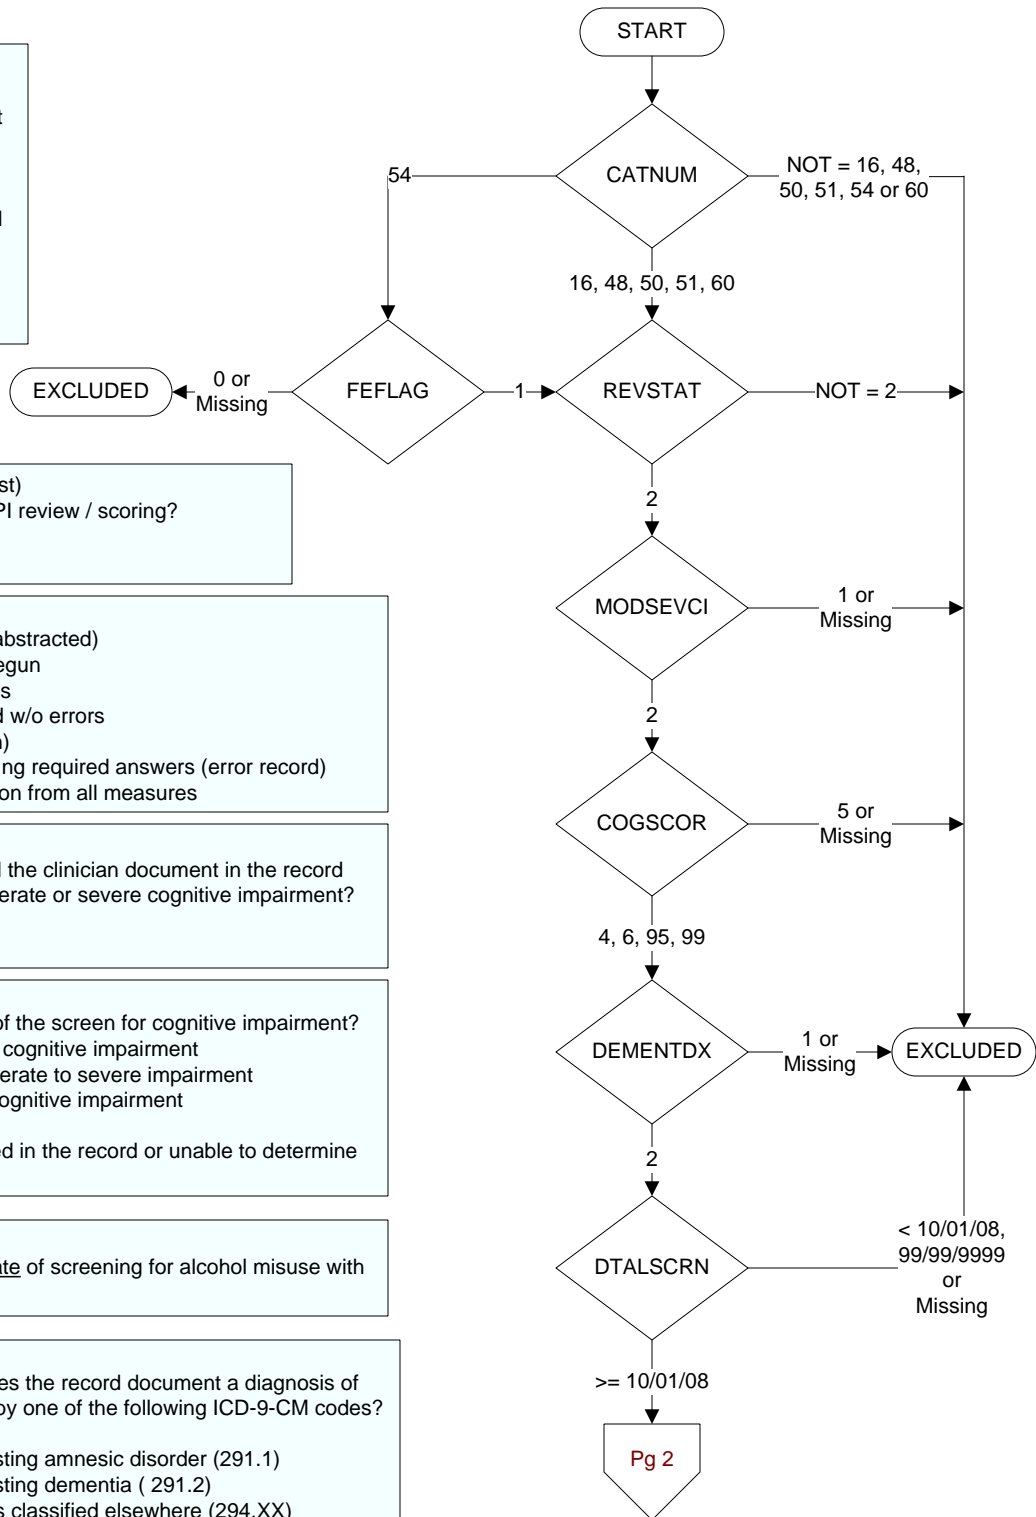 START
t
CATNUM
54
NOT = 16, 48,
50, 51, 54 or 60
16, 48, 50, 51, 60
EXCLUDED
0 or
Missing
FEFLAG
1
REVSTAT
NOT = 2
st)
PI review / scoring?
2
MODSEVCI
1 or
Missing
abstracted)
egun
s
d w/o errors
n)
ng required answers (error record)
on from all measures
2
COGSCOR
5 or
Missing
d the clinician document in the record
erate or severe cognitive impairment?
4, 6, 95, 99
of the screen for cognitive impairment?
cognitive impairment
erate to severe impairment
ognitive impairment
ed in the record or unable to determine
DEMENTDX
1 or
Missing
EXCLUDED
2
ate of screening for alcohol misuse with
DTALSCRN
< 10/01/08,
99/99/9999
or
Missing
>= 10/01/08
es the record document a diagnosis of
by one of the following ICD-9-CM codes?
sting amnesic disorder (291.1)
sting dementia ( 291.2)
s classified elsewhere (294.XX)
Pg 2